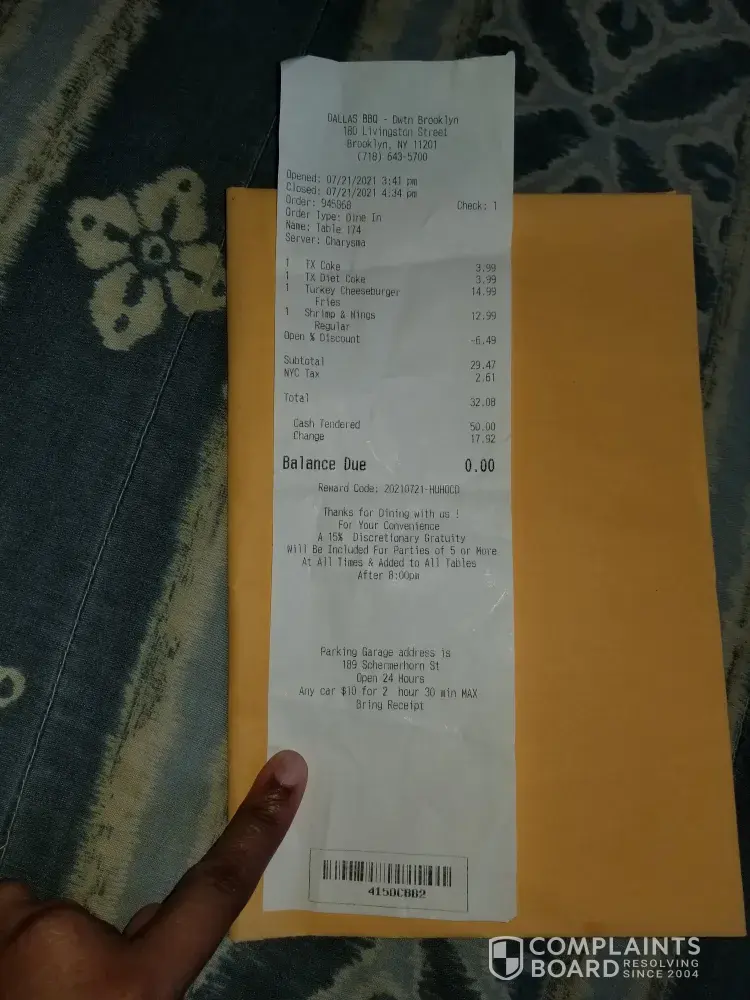 DALLAS BBQ - Dwtn Brooklyn
180 Livingston Street
Brooklyn, NY 11201
(718) 643-5700
Opened: 07/21/2021 3:41 pm
Closed: 07/21/2021 4:34 pm
Order: 945068 Check: 1
Order Type: Dine In
Name: Table 174
Server: Charysma
1 TX Coke 3.99
1 TX Diet Coke 3.99
1 Turkey Cheeseburger 14.99
Fries
1 Shrimp & Wings 12.99
Regular
Open % Discount -6.49
Subtotal 29.47
NYC Tax 2.61
Total 32.08
Cash Tendered 50.00
Change 17.92
Balance Due 0.00
Reward Code: 20210721-HUHOCD
Thanks for Dining with us !
For Your Convenience
A 15% Discretionary Gratuity
Will Be Included For Parties of 5 or More
At All Times & Added to All Tables
After 8:00pm
Parking Garage address is
189 Schermerhorn St
Open 24 Hours
Any car $10 for 2 hour 30 min MAX
Bring Receipt
COMPLAINTS
BOARD RESOLVING SINCE 2004